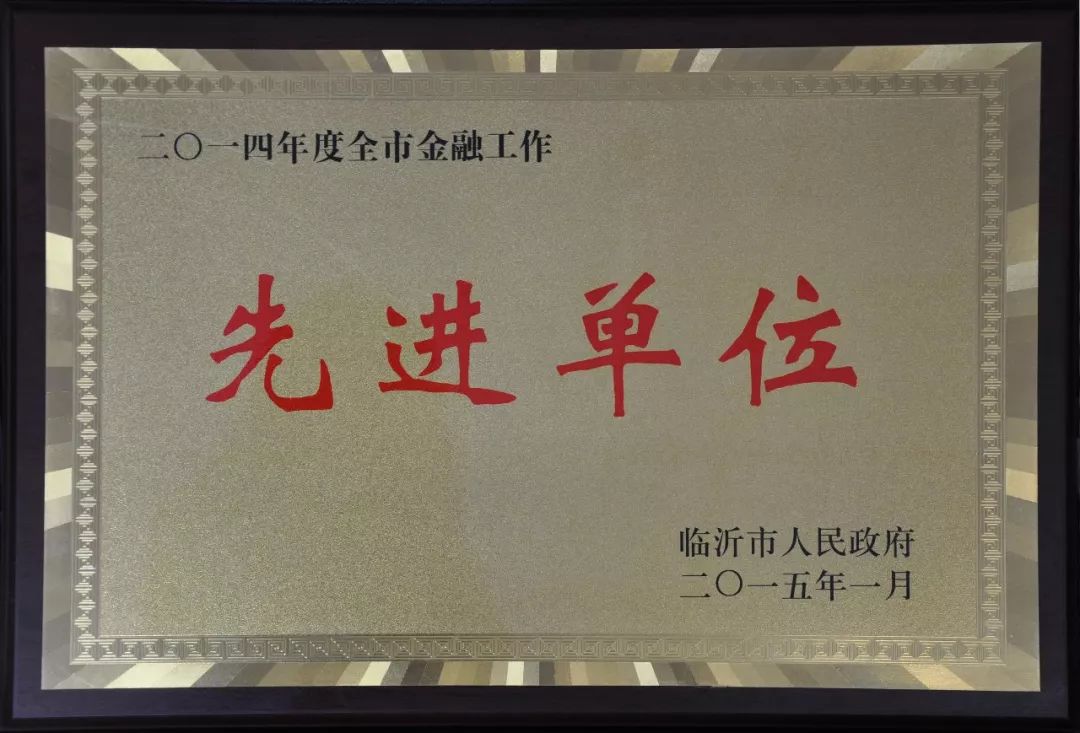 二〇一四年度全市金融工作
先进单位
临沂市人民政府
二〇一五年一月